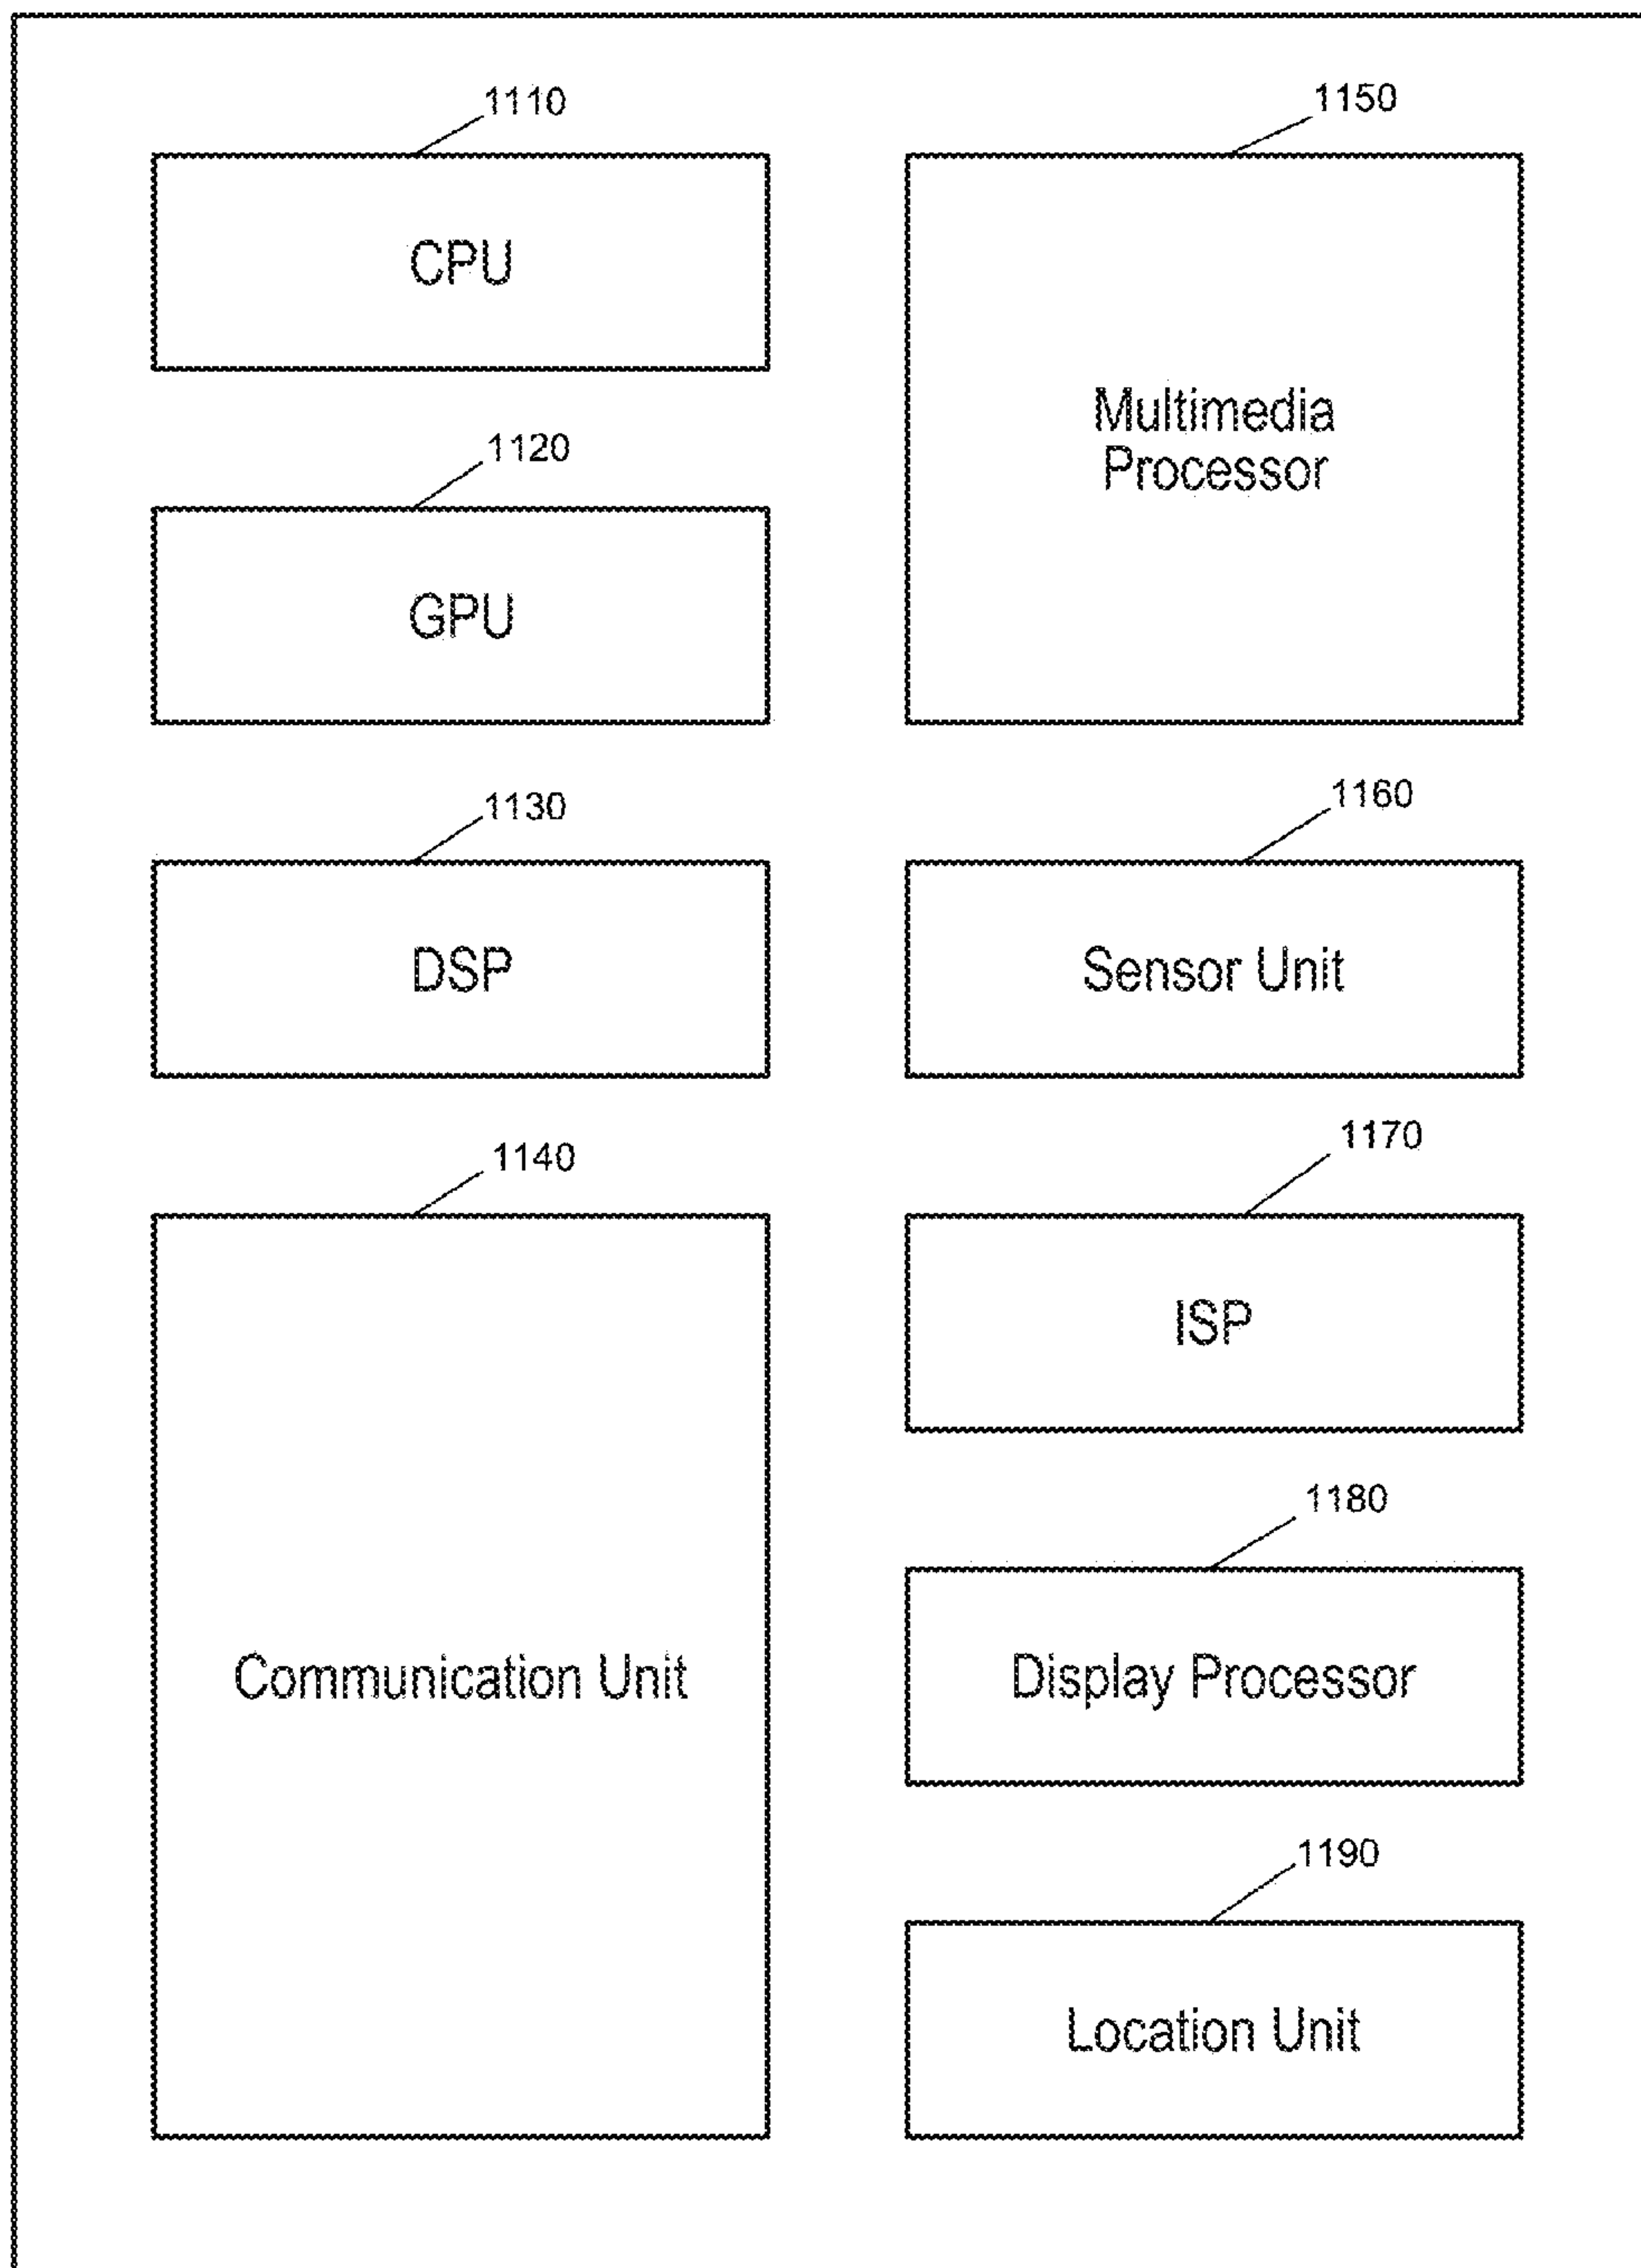 1110
CPU
1120
GPU
1130
DSP
1140
Communication Unit
1150
Multimedia
Processor
1160
Sensor Unit
1170
ISP
1180
Display Processor
1190
Location Unit